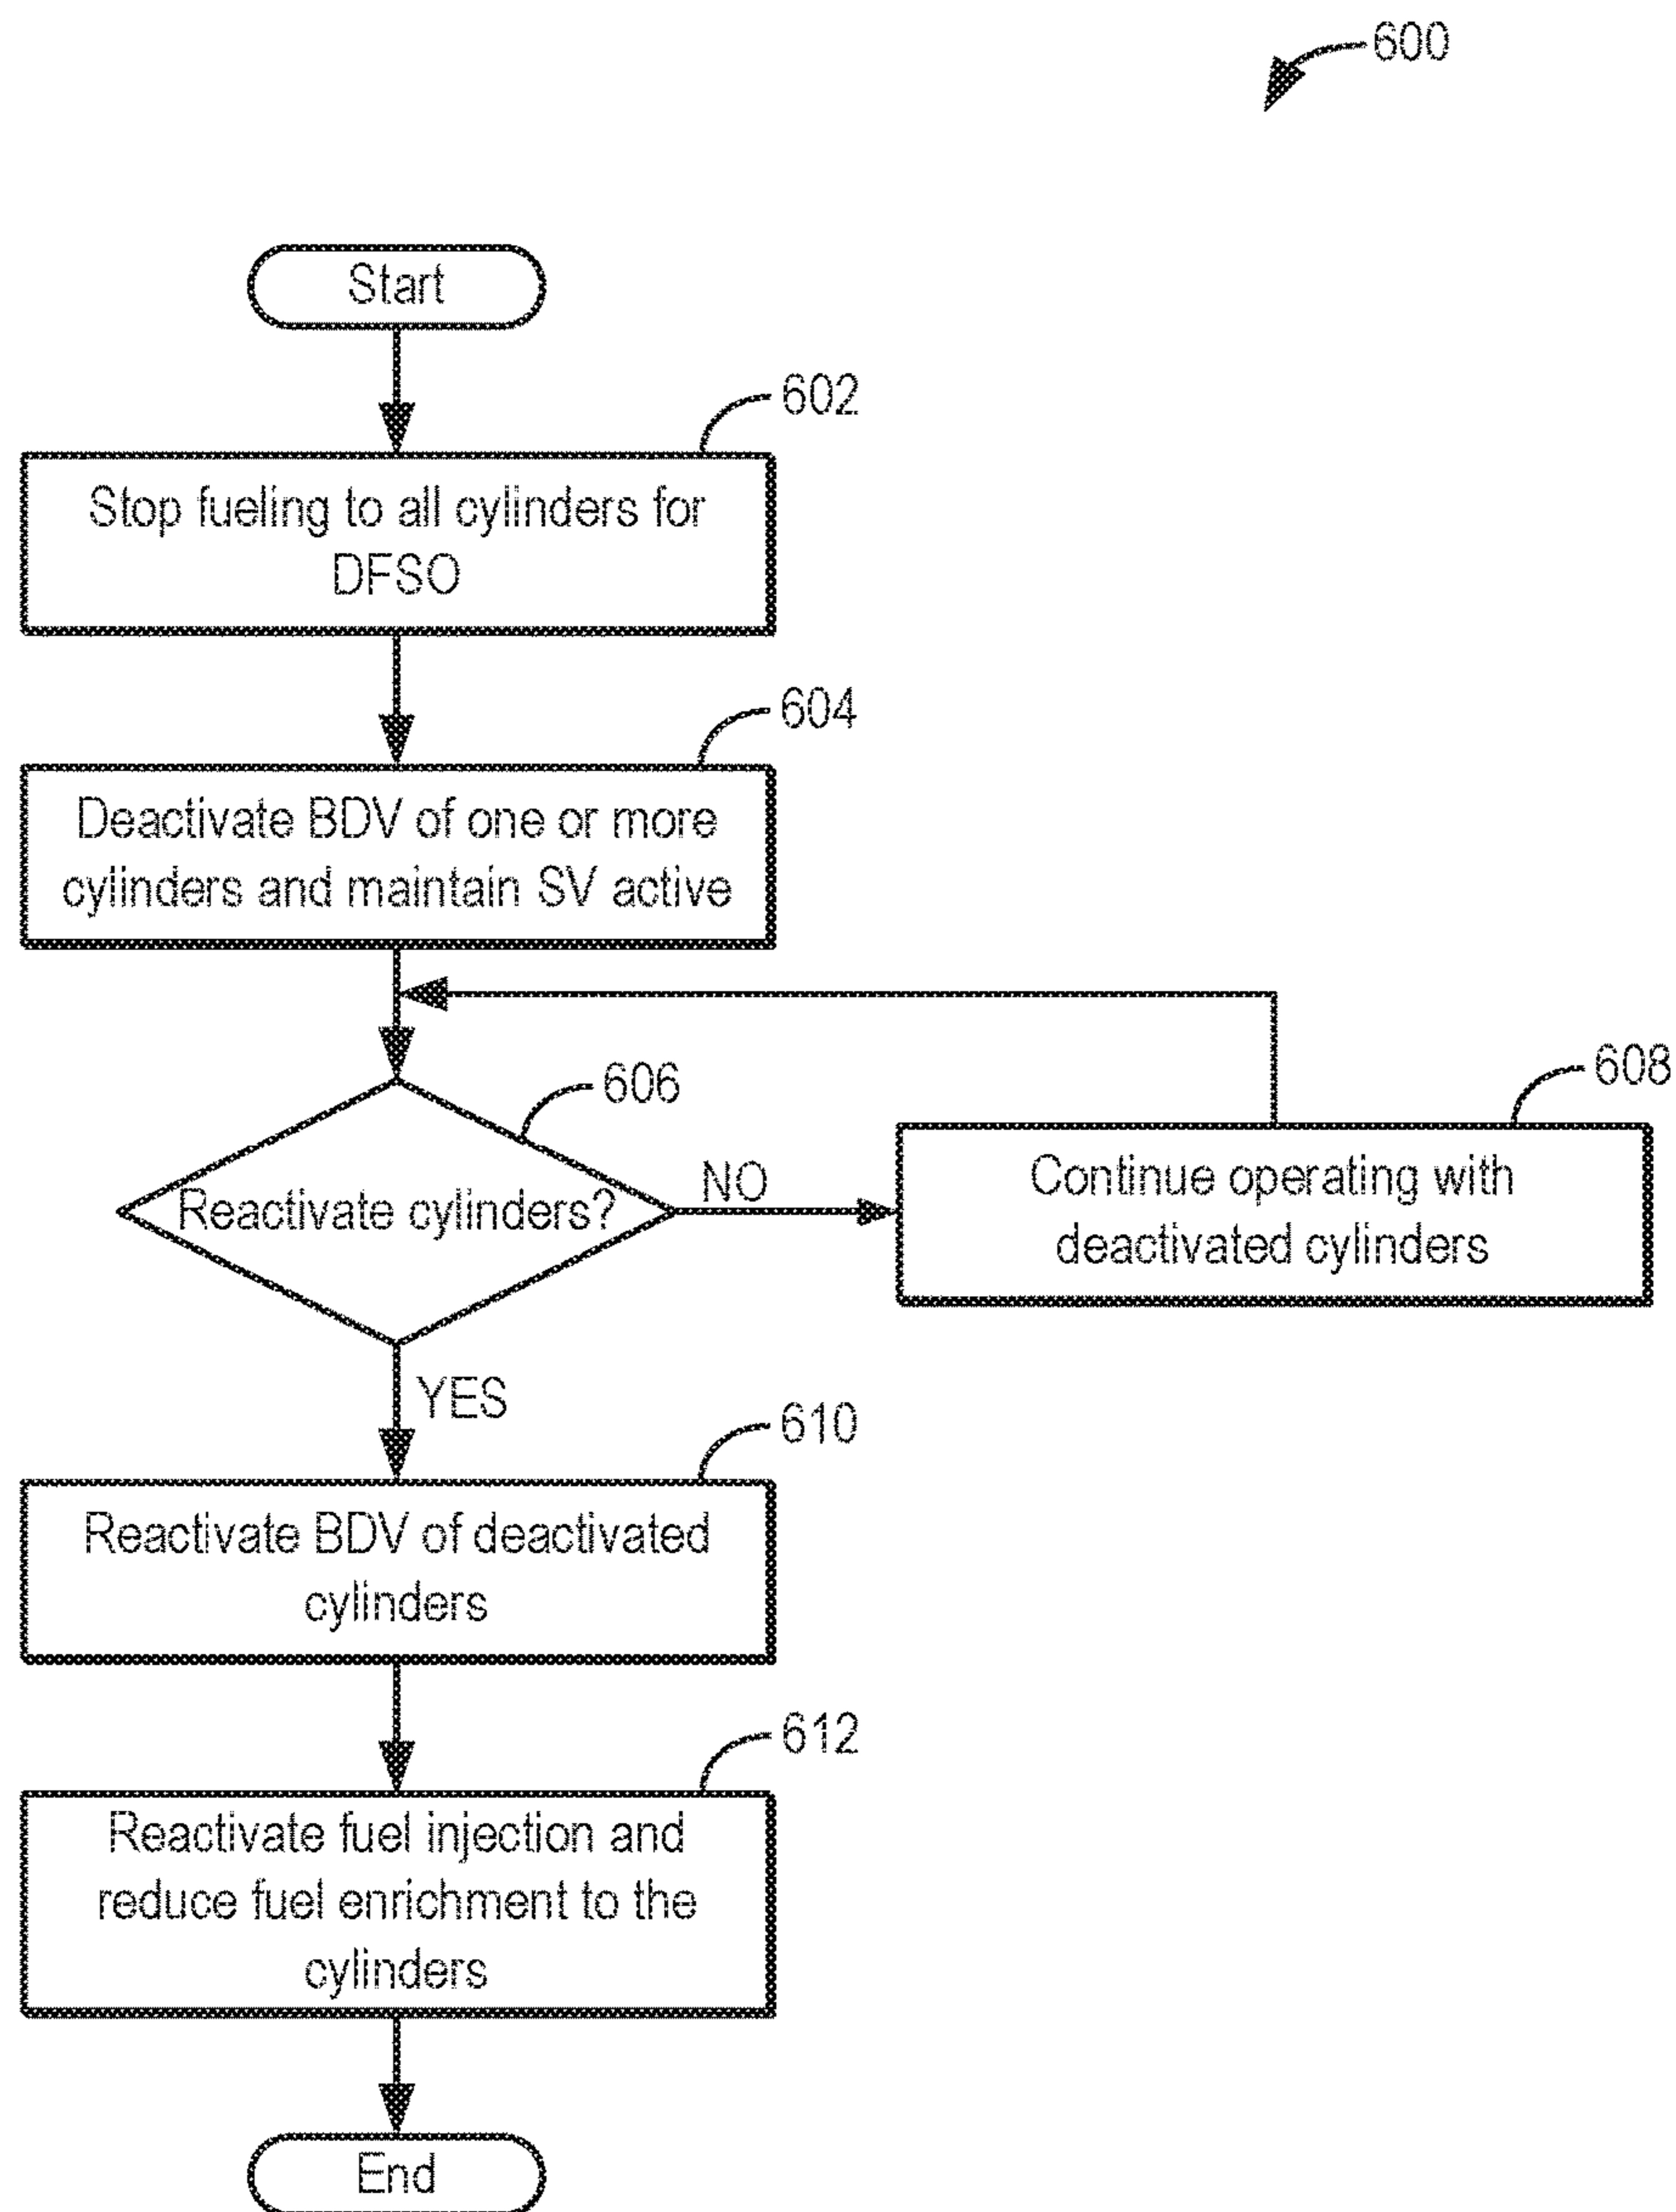 600
Start
602
Stop fueling to all cylinders for
DFSO
604
Deactivate BDV of one or more
cylinders and maintain SV active
606
Reactivate cylinders?
NO
608
Continue operating with
deactivated cylinders
YES
610
Reactivate BDV of deactivated
cylinders
612
Reactivate fuel injection and
reduce fuel enrichment to the
cylinders
End